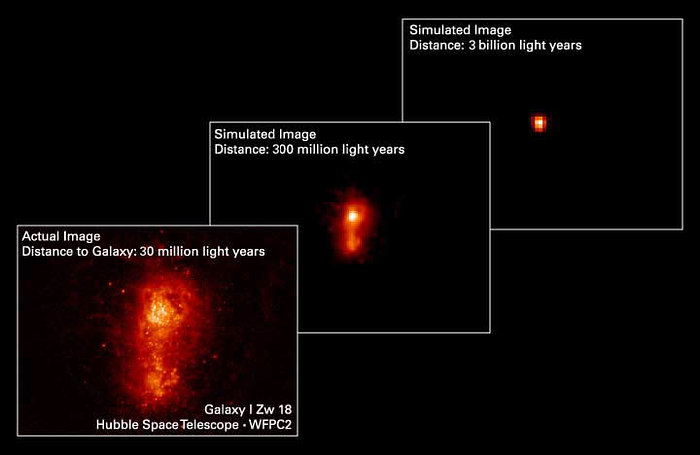 Simulated Image
Distance: 3 billion light years
Simulated Image
Distance: 300 million light years
Actual Image
Distance to Galaxy: 30 million light years
Galaxy I Zw 18
Hubble Space Telescope • WFPC2